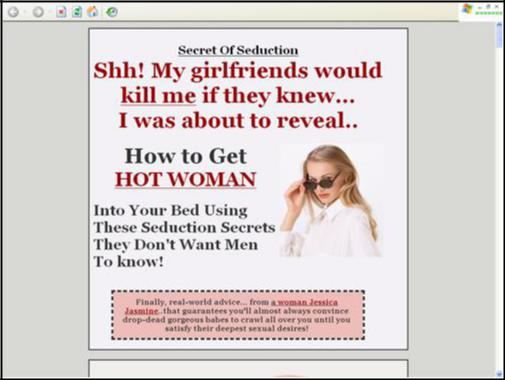 Secret Of Seduction
Shh! My girlfriends would
kill me if they knew...
I was about to reveal..
How to Get
HOT WOMAN
Into Your Bed Using
These Seduction Secrets
They Don't Want Men
To know!
Finally, real-world advice... from a woman Jessica
Jasmine..that guarantees you'll almost always convince
drop-dead gorgeous babes to crawl all over you until you
satisfy their deepest sexual desires!